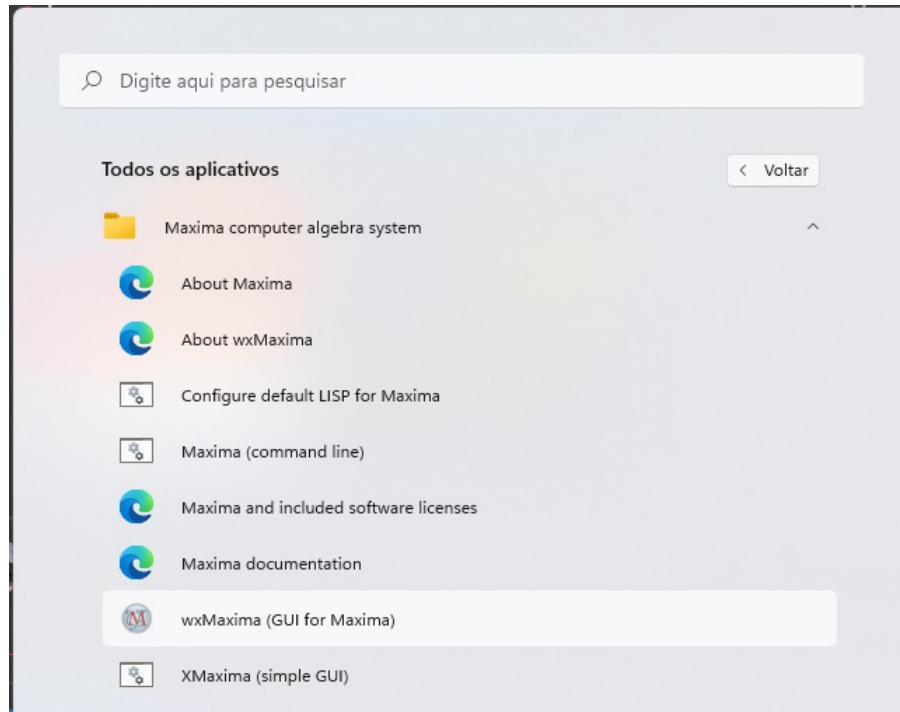 Digite aqui para pesquisar
Todos os aplicativos
Voltar
Maxima computer algebra system
About Maxima
About wxMaxima
Configure default LISP for Maxima
Maxima (command line)
Maxima and included software licenses
Maxima documentation
wxMaxima (GUI for Maxima)
XMaxima (simple GUI)